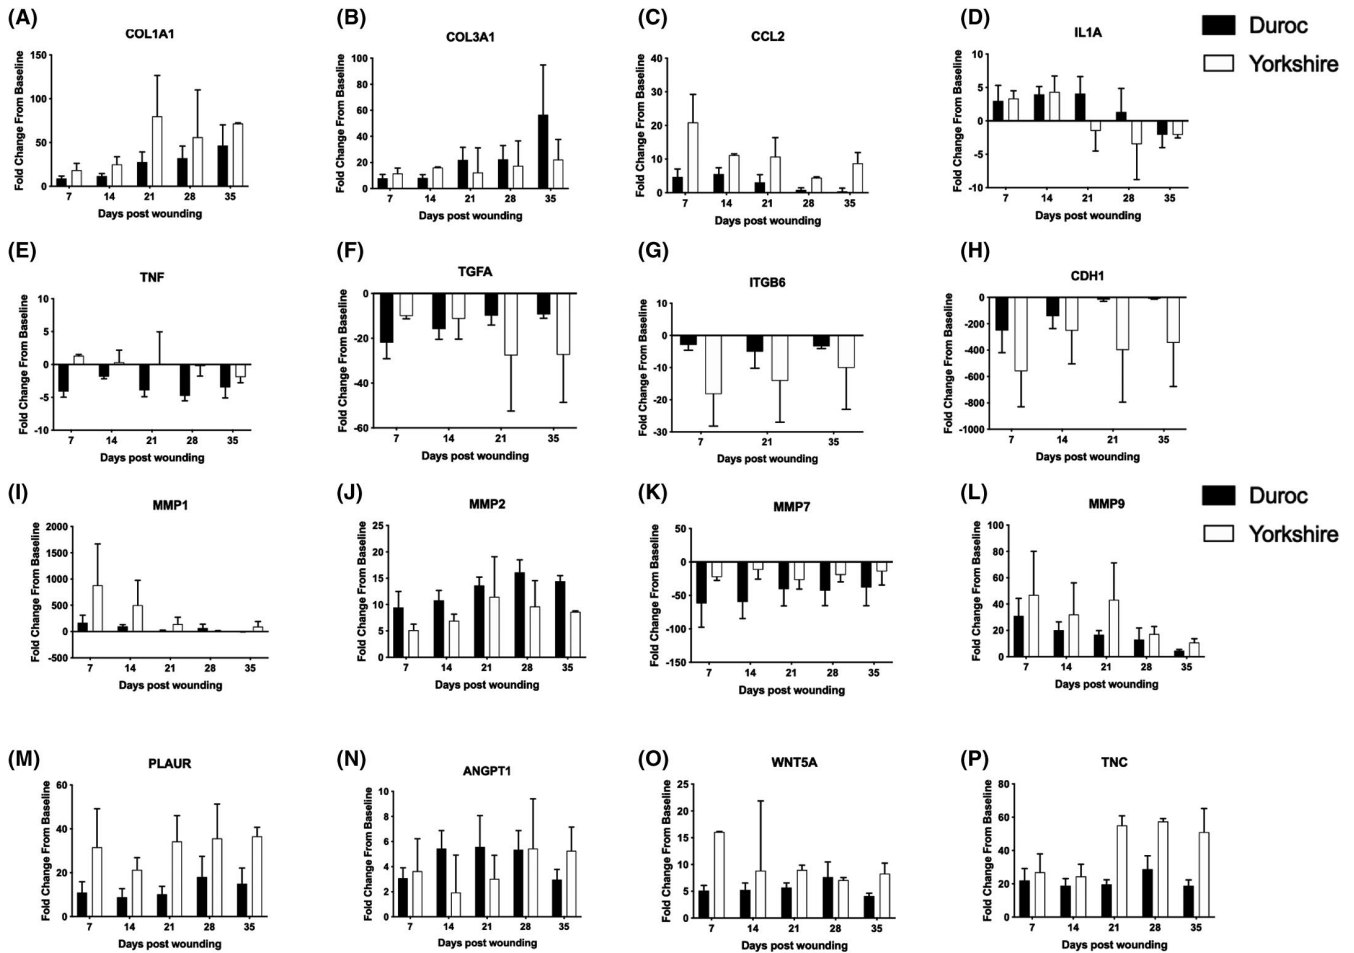 (A)
COL1A1
Fold Change From Baseline
150
100
50
0
7 14 21 28 35
Days post wounding
(B)
COL3A1
Fold Change From Baseline
100
80
60
40
20
0
7 14 21 28 35
Days post wounding
(C)
CCL2
Fold Change From Baseline
40
30
20
10
0
7 14 21 28 35
Days post wounding
(D)
IL1A
Fold Change From Baseline
10
5
0
-5
-10
7 14 21 28 35
Days post wounding
Duroc
Yorkshire
(E)
TNF
Fold Change From Baseline
10
5
0
-5
-10
7 14 21 28 35
Days post wounding
(F)
TGFA
Fold Change From Baseline
0
-20
-40
-60
7 14 21 35
Days post wounding
(G)
ITGB6
Fold Change From Baseline
10
0
-10
-20
-30
7 21 35
Days post wounding
(H)
CDH1
Fold Change From Baseline
0
-200
-400
-600
-800
-1000
7 14 21 35
Days post wounding
(I)
MMP1
Fold Change From Baseline
2000
1500
1000
500
0
-500
7 14 21 28 35
Days post wounding
(J)
MMP2
Fold Change From Baseline
25
20
15
10
5
0
7 14 21 28 35
Days post wounding
(K)
MMP7
Fold Change From Baseline
50
0
-50
-100
-150
7 14 21 28 35
Days post wounding
(L)
MMP9
Fold Change From Baseline
100
80
60
40
20
0
7 14 21 28 35
Days post wounding
Duroc
Yorkshire
(M)
PLAUR
Fold Change From Baseline
60
40
20
0
7 14 21 28 35
Days post wounding
(N)
ANGPT1
Fold Change From Baseline
10
8
6
4
2
0
7 14 21 28 35
Days post wounding
(O)
WNT5A
Fold Change From Baseline
25
20
15
10
5
0
7 14 21 28 35
Days post wounding
(P)
TNC
Fold Change From Baseline
80
60
40
20
0
7 14 21 28 35
Days post wounding